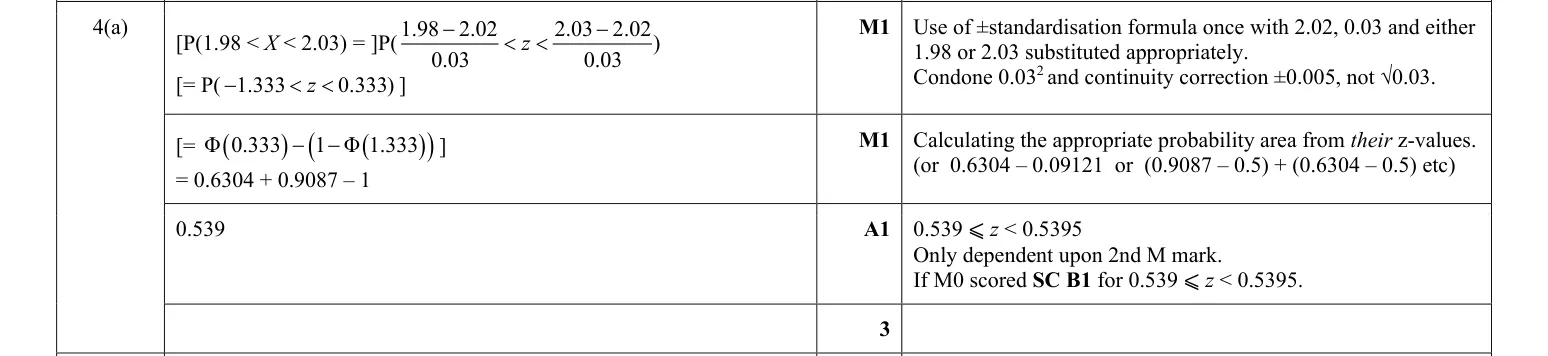 4(a)
[P(1.98 < X < 2.03) = ]P( (1.98 – 2.02)/0.03 < z < (2.03 – 2.02)/0.03 )
[= P( –1.333 < z < 0.333) ]
M1
Use of ±standardisation formula once with 2.02, 0.03 and either
1.98 or 2.03 substituted appropriately.
Condone 0.03² and continuity correction ±0.005, not √0.03.
[= Φ(0.333) – (1 – Φ(1.333)) ]
= 0.6304 + 0.9087 – 1
M1
Calculating the appropriate probability area from their z-values.
(or 0.6304 – 0.09121 or (0.9087 – 0.5) + (0.6304 – 0.5) etc)
0.539
A1
0.539 ⩽ z < 0.5395
Only dependent upon 2nd M mark.
If M0 scored SC B1 for 0.539 ⩽ z < 0.5395.
3